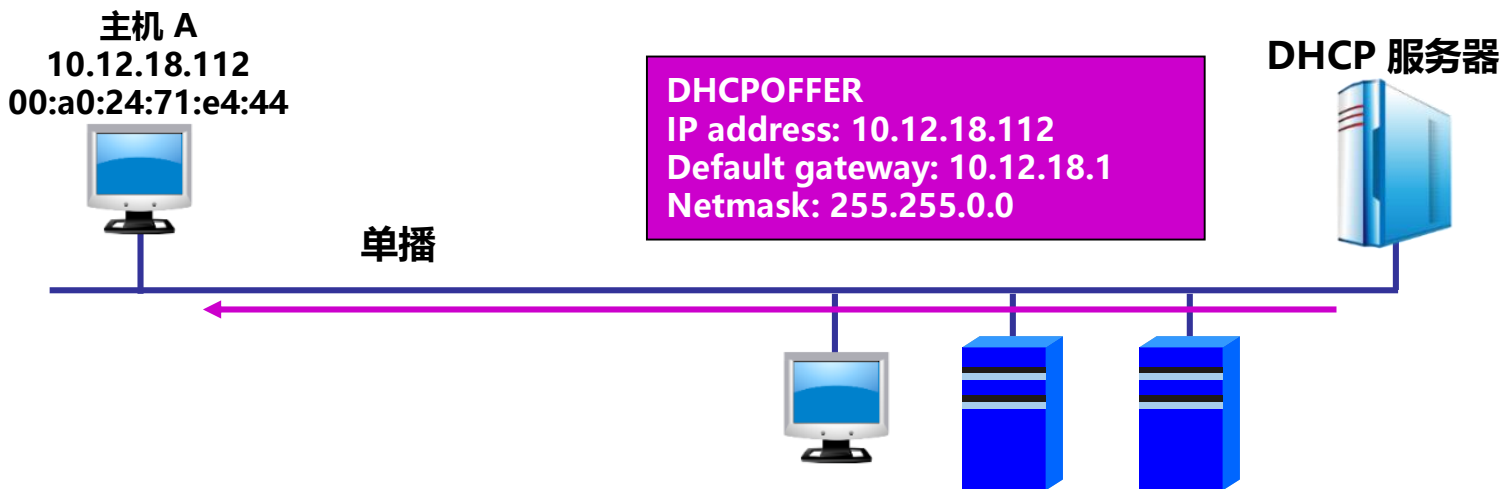 主机 A
10.12.18.112
00:a0:24:71:e4:44
DHCPOFFER
IP address: 10.12.18.112
Default gateway: 10.12.18.1
Netmask: 255.255.0.0
DHCP 服务器
单播